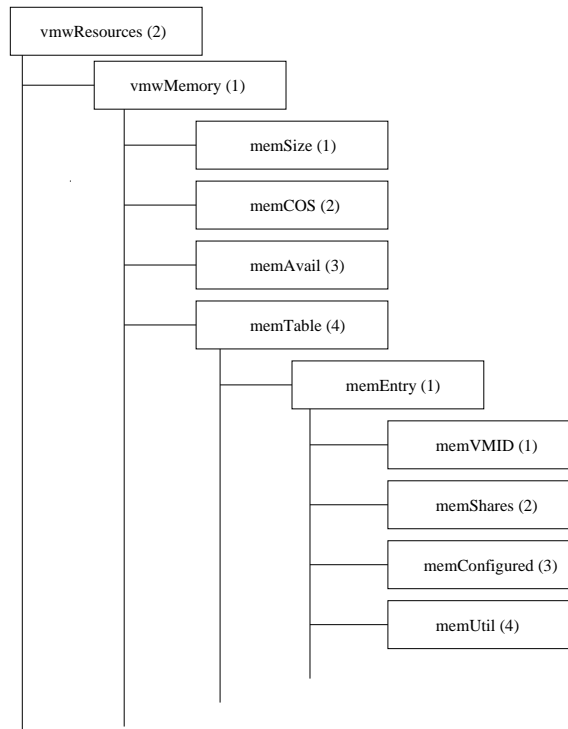 vmwResources (2)
vmwMemory (1)
memSize (1)
memCOS (2)
memAvail (3)
memTable (4)
memEntry (1)
memVMID (1)
memShares (2)
memConfigured (3)
memUtil (4)